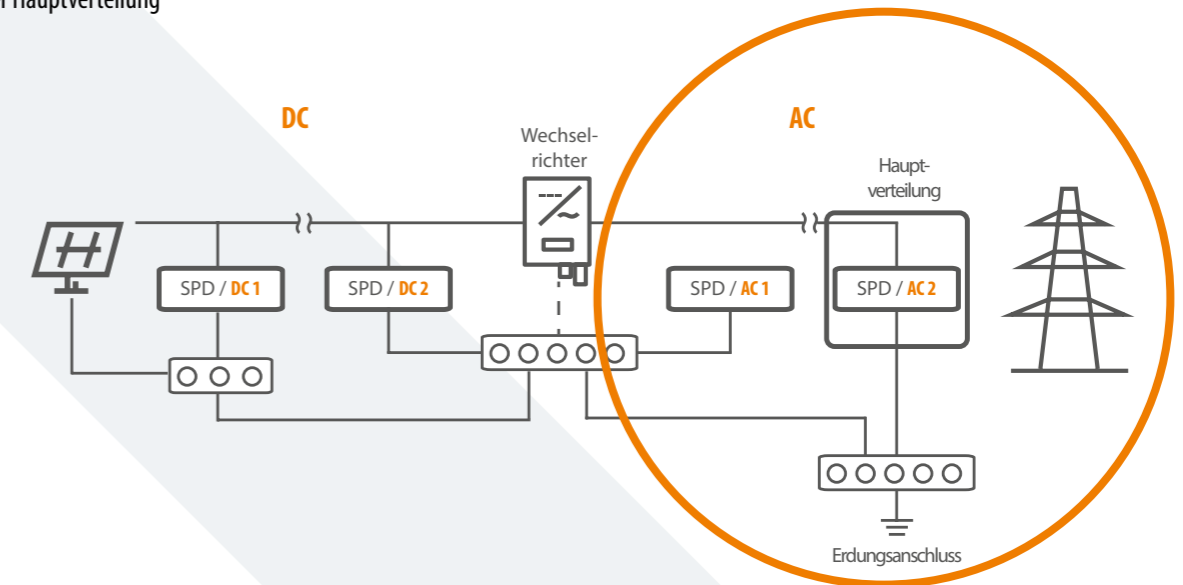 Hauptverteilung
DC
AC
Wechsel-
richter
Haupt-
verteilung
SPD / DC 1
SPD / DC 2
SPD / AC 1
SPD / AC 2
Erdungsanschluss